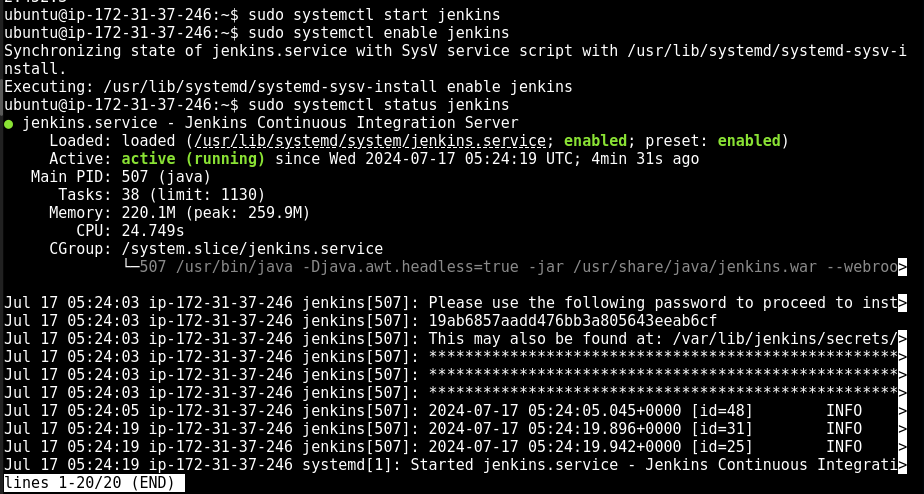 ubuntu@ip-172-31-37-246:~$ sudo systemctl start jenkins
ubuntu@ip-172-31-37-246:~$ sudo systemctl enable jenkins
Synchronizing state of jenkins.service with SysV service script with /usr/lib/systemd/systemd-sysv-i
nstall.
Executing: /usr/lib/systemd/systemd-sysv-install enable jenkins
ubuntu@ip-172-31-37-246:~$ sudo systemctl status jenkins
● jenkins.service - Jenkins Continuous Integration Server
     Loaded: loaded (/usr/lib/systemd/system/jenkins.service; enabled; preset: enabled)
     Active: active (running) since Wed 2024-07-17 05:24:19 UTC; 4min 31s ago
   Main PID: 507 (java)
      Tasks: 38 (limit: 1130)
     Memory: 220.1M (peak: 259.9M)
        CPU: 24.749s
     CGroup: /system.slice/jenkins.service
             └─507 /usr/bin/java -Djava.awt.headless=true -jar /usr/share/java/jenkins.war --webroo>
Jul 17 05:24:03 ip-172-31-37-246 jenkins[507]: Please use the following password to proceed to inst>
Jul 17 05:24:03 ip-172-31-37-246 jenkins[507]: 19ab6857aadd476bb3a805643eeab6cf
Jul 17 05:24:03 ip-172-31-37-246 jenkins[507]: This may also be found at: /var/lib/jenkins/secrets/>
Jul 17 05:24:03 ip-172-31-37-246 jenkins[507]: ****************************************************>
Jul 17 05:24:03 ip-172-31-37-246 jenkins[507]: ****************************************************>
Jul 17 05:24:03 ip-172-31-37-246 jenkins[507]: ****************************************************>
Jul 17 05:24:05 ip-172-31-37-246 jenkins[507]: 2024-07-17 05:24:05.045+0000 [id=48]        INFO    >
Jul 17 05:24:19 ip-172-31-37-246 jenkins[507]: 2024-07-17 05:24:19.896+0000 [id=31]        INFO    >
Jul 17 05:24:19 ip-172-31-37-246 jenkins[507]: 2024-07-17 05:24:19.942+0000 [id=25]        INFO    >
Jul 17 05:24:19 ip-172-31-37-246 systemd[1]: Started jenkins.service - Jenkins Continuous Integrati>
lines 1-20/20 (END)